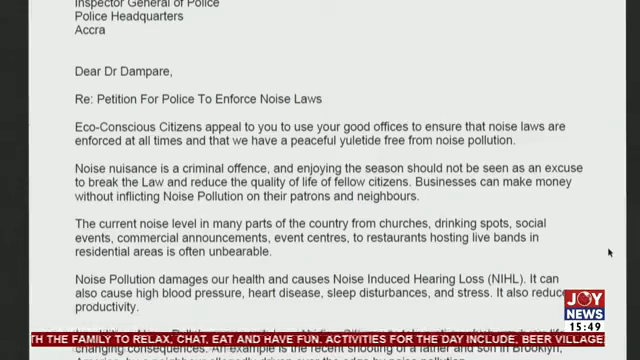 Inspector General of Police
Police Headquarters
Accra
Dear Dr Dampare,
Re: Petition For Police To Enforce Noise Laws
Eco-Conscious Citizens appeal to you to use your good offices to ensure that noise laws are
enforced at all times and that we have a peaceful yuletide free from noise pollution.
Noise nuisance is a criminal offence, and enjoying the season should not be seen as an excuse
to break the Law and reduce the quality of life of fellow citizens. Businesses can make money
without inflicting Noise Pollution on their patrons and neighbours.
The current noise level in many parts of the country from churches, drinking spots, social
events, commercial announcements, event centres, to restaurants hosting live bands in
residential areas is often unbearable.
Noise Pollution damages our health and causes Noise Induced Hearing Loss (NIHL). It can
also cause high blood pressure, heart disease, sleep disturbances, and stress. It also reduc
productivity.
changing consequences. An example is the recent shooting of a father and son in Brooklyn,
JOY
NEWS
15:49
TH THE FAMILY TO RELAX, CHAT, EAT AND HAVE FUN. ACTIVITIES FOR THE DAY INCLUDE, BEER VILLAGE